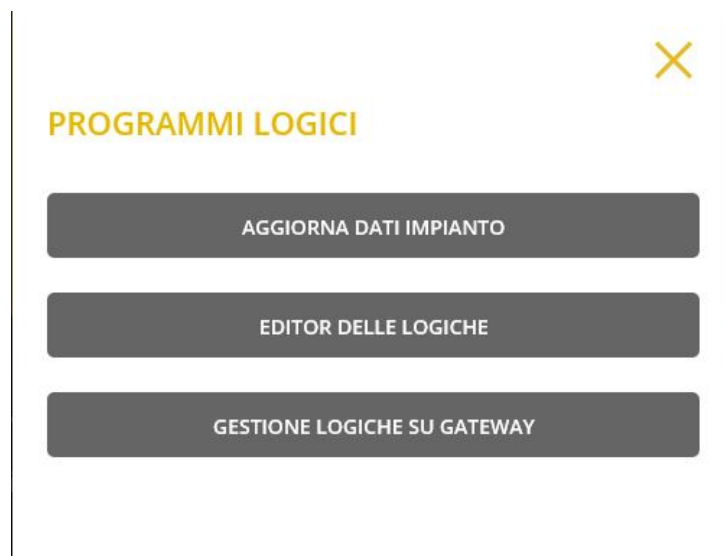 PROGRAMMI LOGICI
AGGIORNA DATI IMPIANTO
EDITOR DELLE LOGICHE
GESTIONE LOGICHE SU GATEWAY